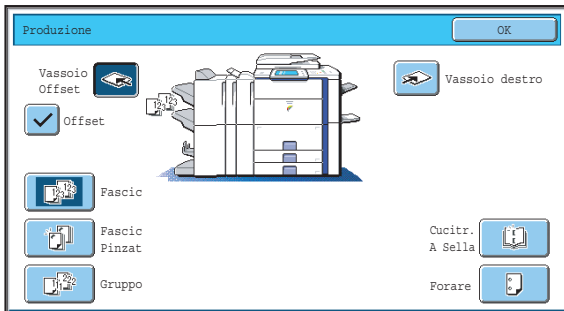 Produzione
OK
Vassoio
Offset
Vassoio destro
Offset
Fascic
Fascic
Pinzat
Gruppo
Cucitr.
A Sella
Forare